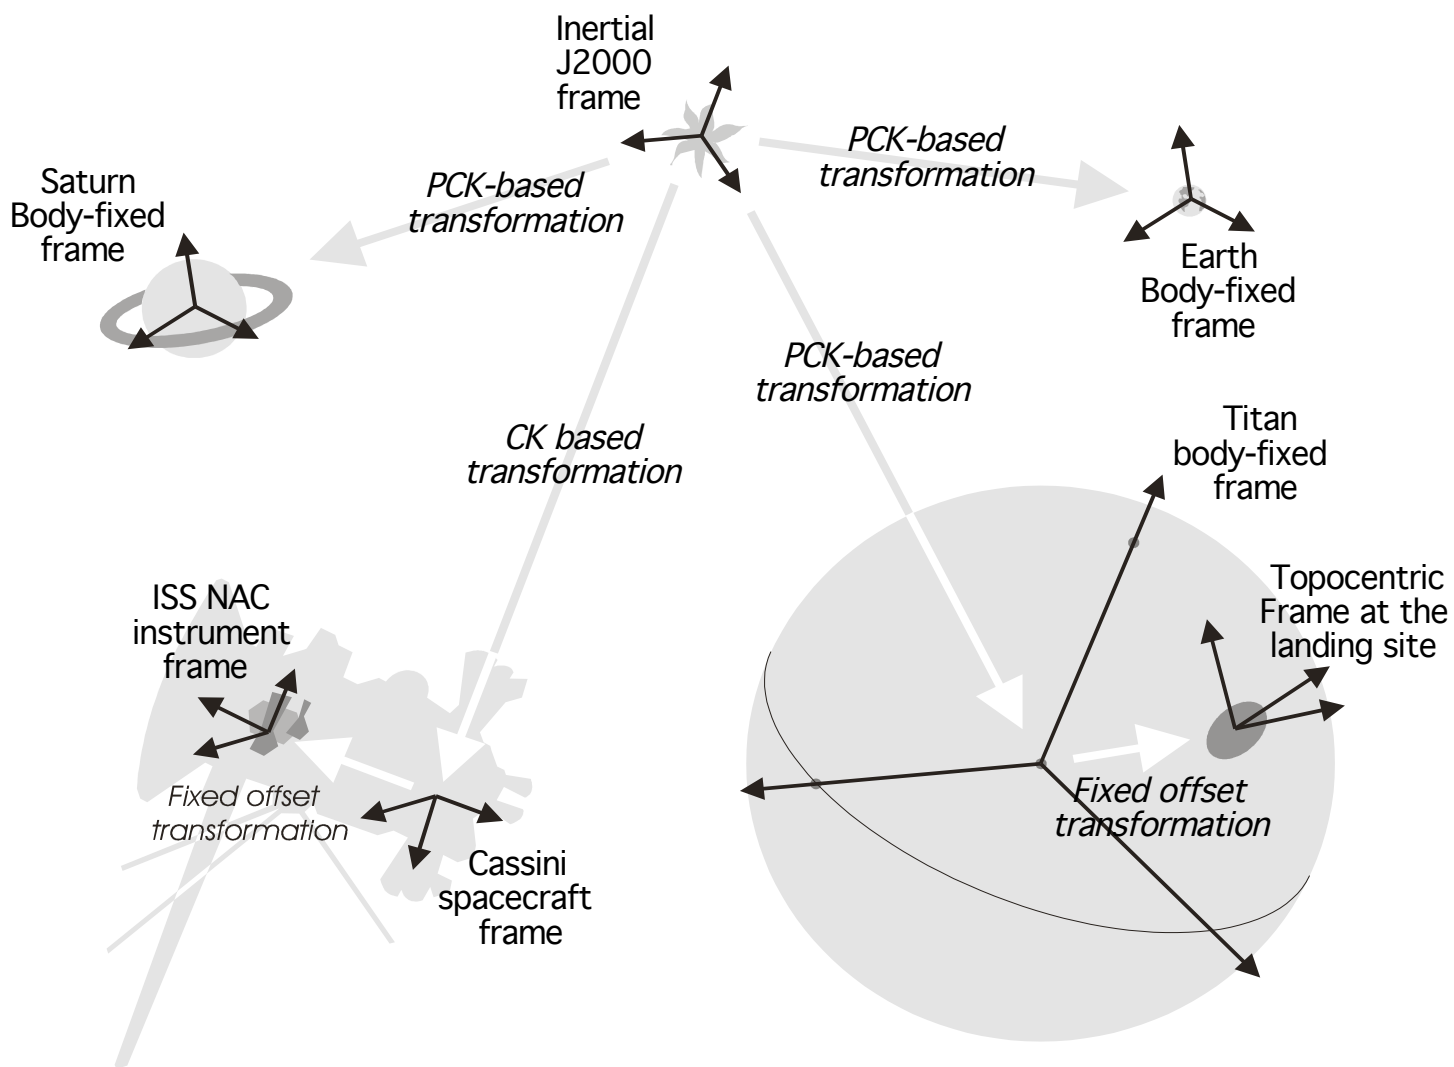 Inertial
J2000
frame
PCK-based
transformation
PCK-based
transformation
Saturn
Body-fixed
frame
Earth
Body-fixed
frame
PCK-based
transformation
CK based
transformation
Titan
body-fixed
frame
ISS NAC
instrument
frame
Topocentric
Frame at the
landing site
Fixed offset
transformation
Fixed offset
transformation
Cassini
spacecraft
frame